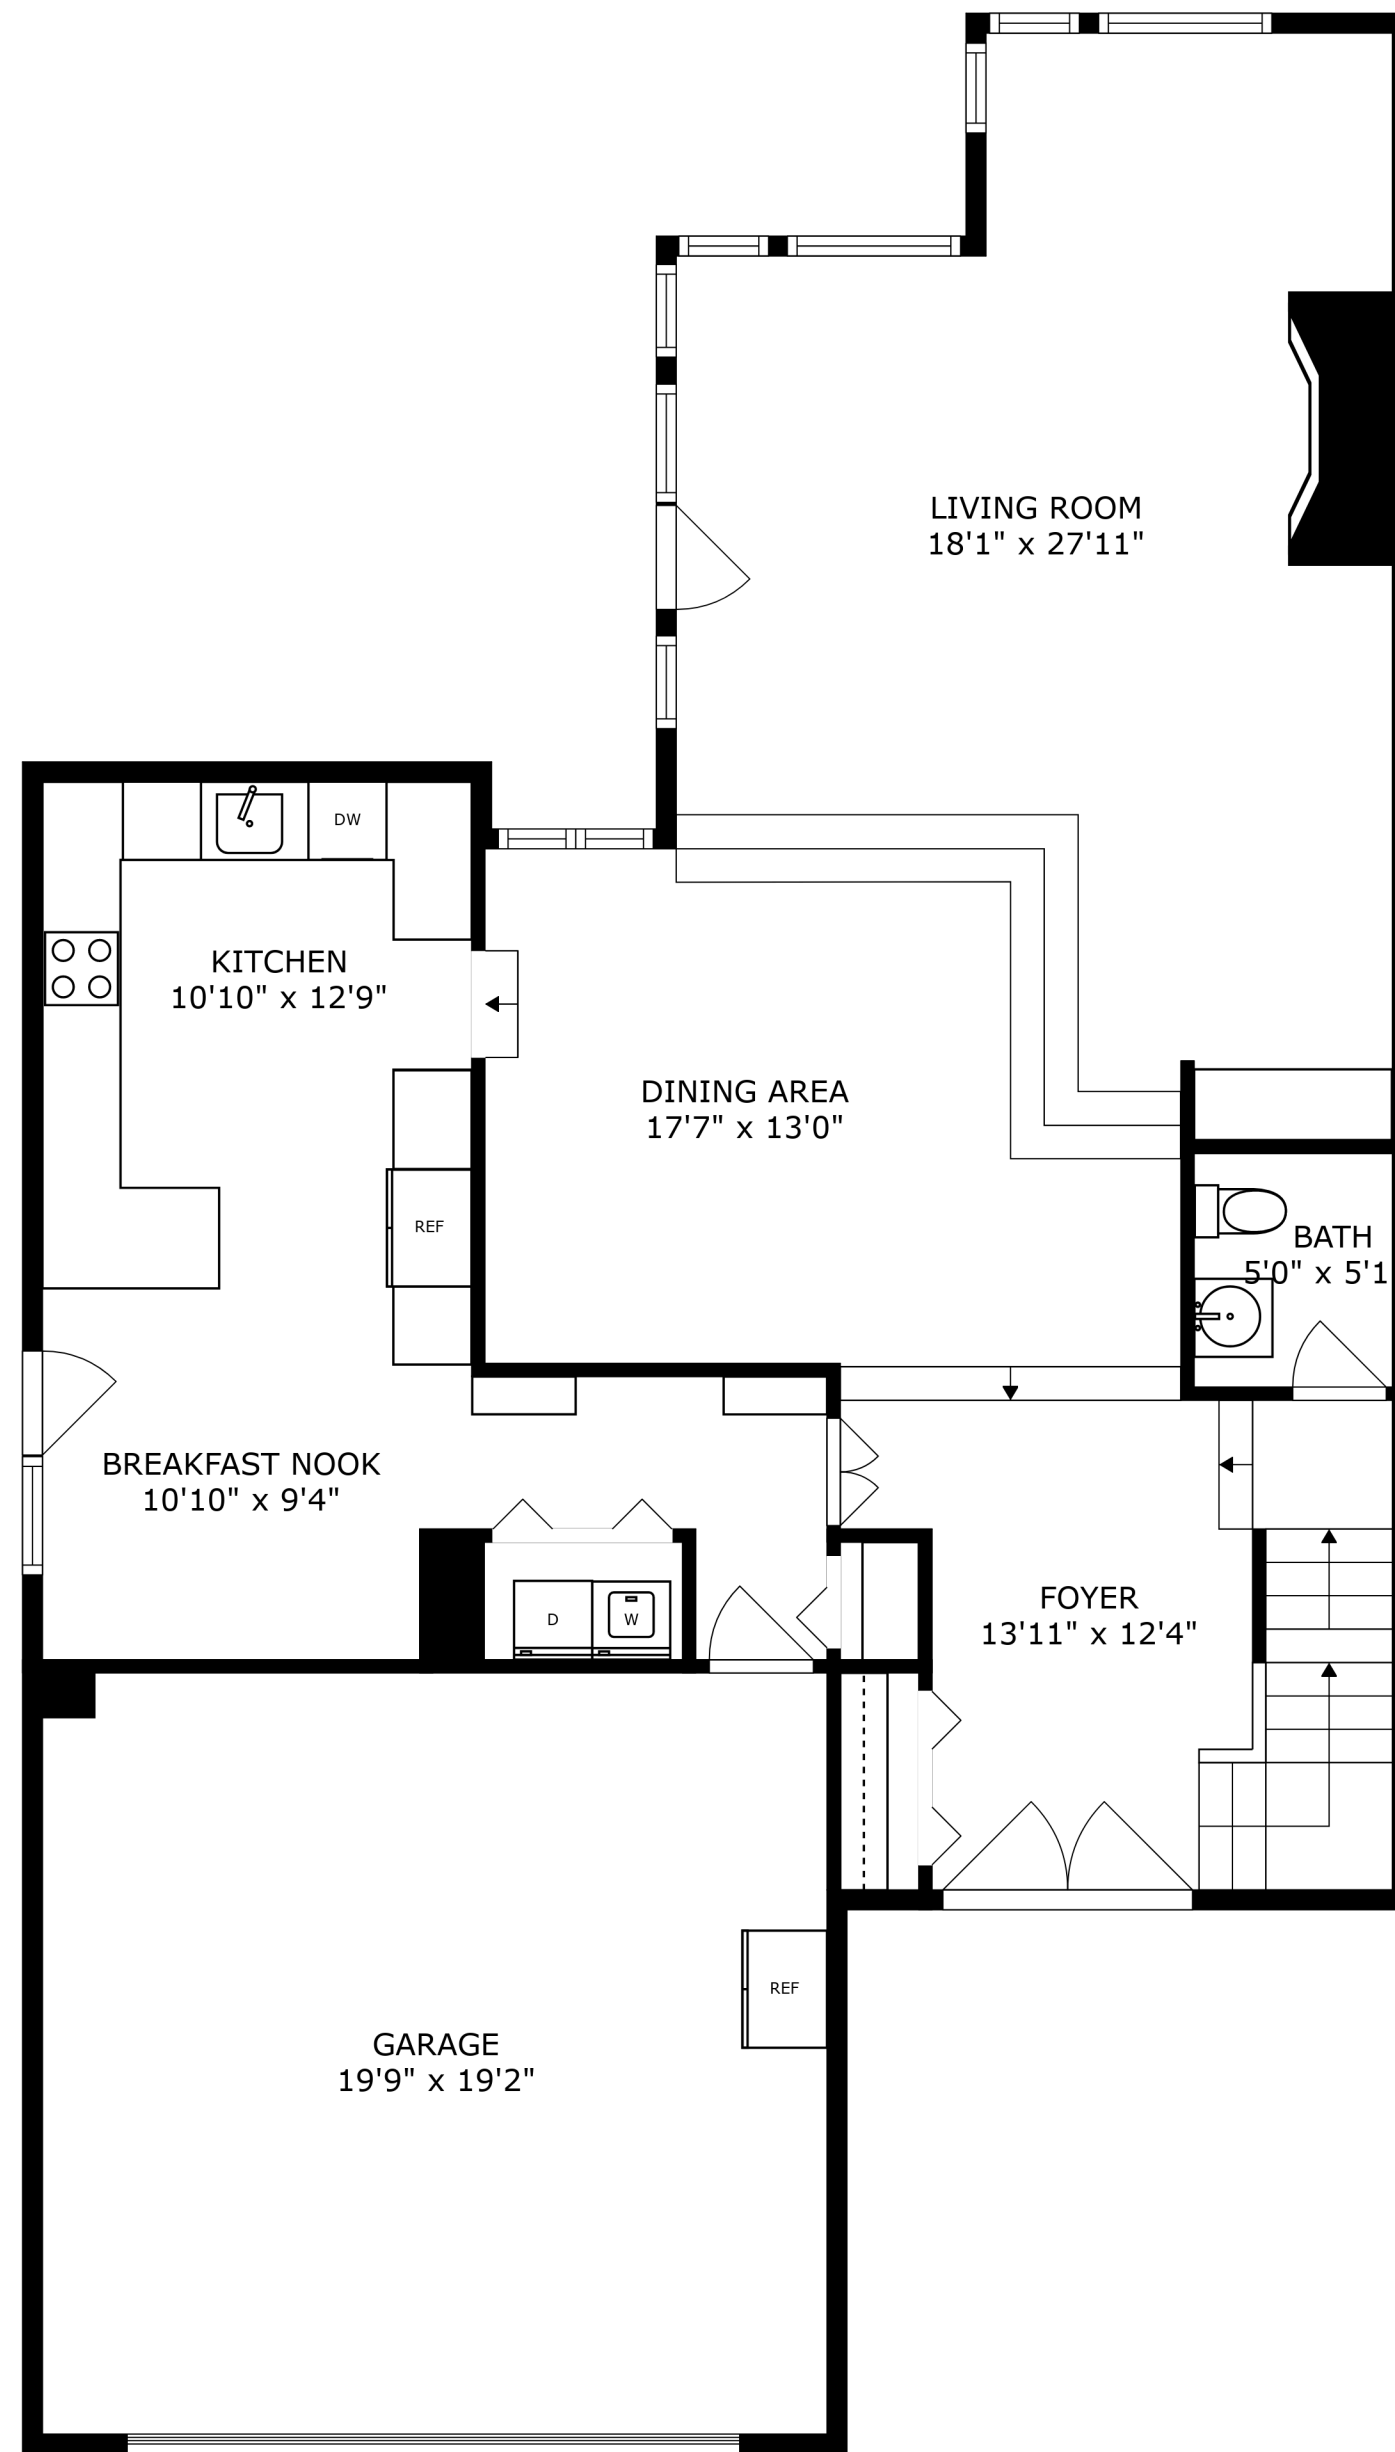 LIVING ROOM
18'1" x 27'11"
DW
KITCHEN
10'10" x 12'9"
DINING AREA
17'7" x 13'0"
REF
BATH
5'0" x 5'1
BREAKFAST NOOK
10'10" x 9'4"
D
W
FOYER
13'11" x 12'4"
REF
GARAGE
19'9" x 19'2"